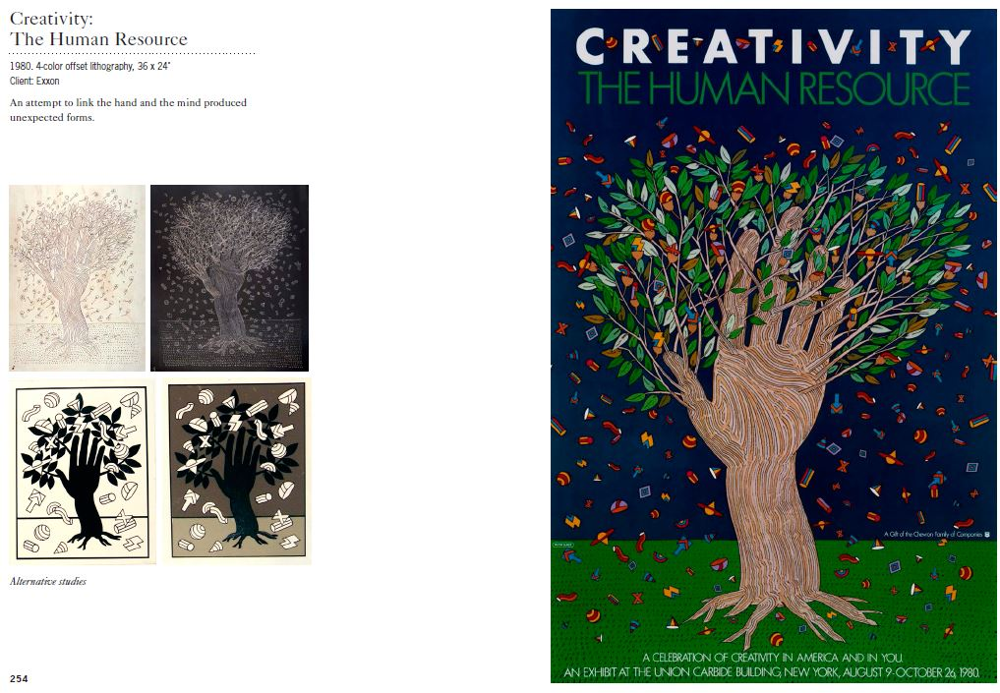 Creativity:
The Human Resource
1980. 4-color offset lithography, 36 x 24"
Client: Exxon
An attempt to link the hand and the mind produced
unexpected forms.
Alternative studies
254
CREATIVITY
THE HUMAN RESOURCE
A Gift of the Chevron Family of Companies
A CELEBRATION OF CREATIVITY IN AMERICA AND IN YOU.
AN EXHIBIT AT THE UNION CARBIDE BUILDING, NEW YORK, AUGUST 9-OCTOBER 26, 1980.